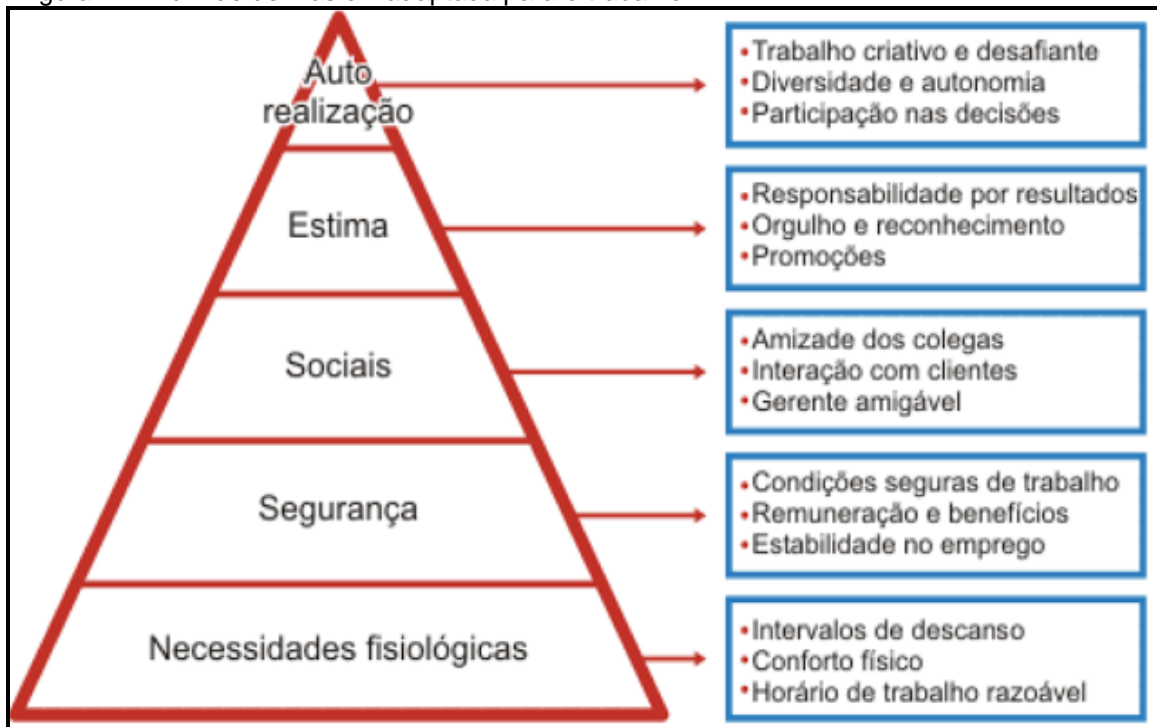 Auto
realização
• Trabalho criativo e desafiante
• Diversidade e autonomia
• Participação nas decisões
Estima
• Responsabilidade por resultados
• Orgulho e reconhecimento
• Promoções
Sociais
• Amizade dos colegas
• Interação com clientes
• Gerente amigável
Segurança
• Condições seguras de trabalho
• Remuneração e benefícios
• Estabilidade no emprego
Necessidades fisiológicas
• Intervalos de descanso
• Conforto físico
• Horário de trabalho razoável